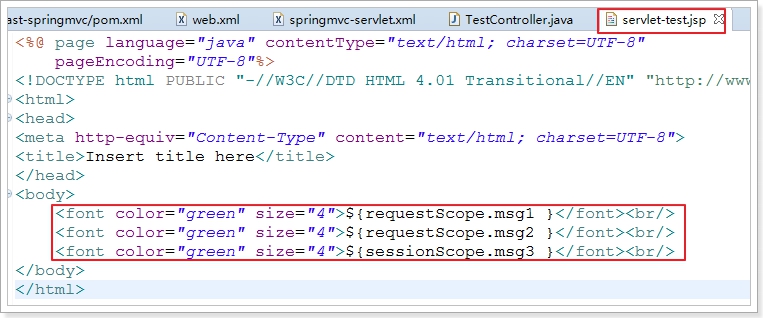 ast-springmvc/pom.xml web.xml springmvc-servlet.xml TestController.java servlet-test.jsp
<%@ page language="java" contentType="text/html; charset=UTF-8"
    pageEncoding="UTF-8"%>
<!DOCTYPE html PUBLIC "-//W3C//DTD HTML 4.01 Transitional//EN" "http://www
<html>
<head>
<meta http-equiv="Content-Type" content="text/html; charset=UTF-8">
<title>Insert title here</title>
</head>
<body>
    <font color="green" size="4">${requestScope.msg1 }</font><br/>
    <font color="green" size="4">${requestScope.msg2 }</font><br/>
    <font color="green" size="4">${sessionScope.msg3 }</font><br/>
</body>
</html>